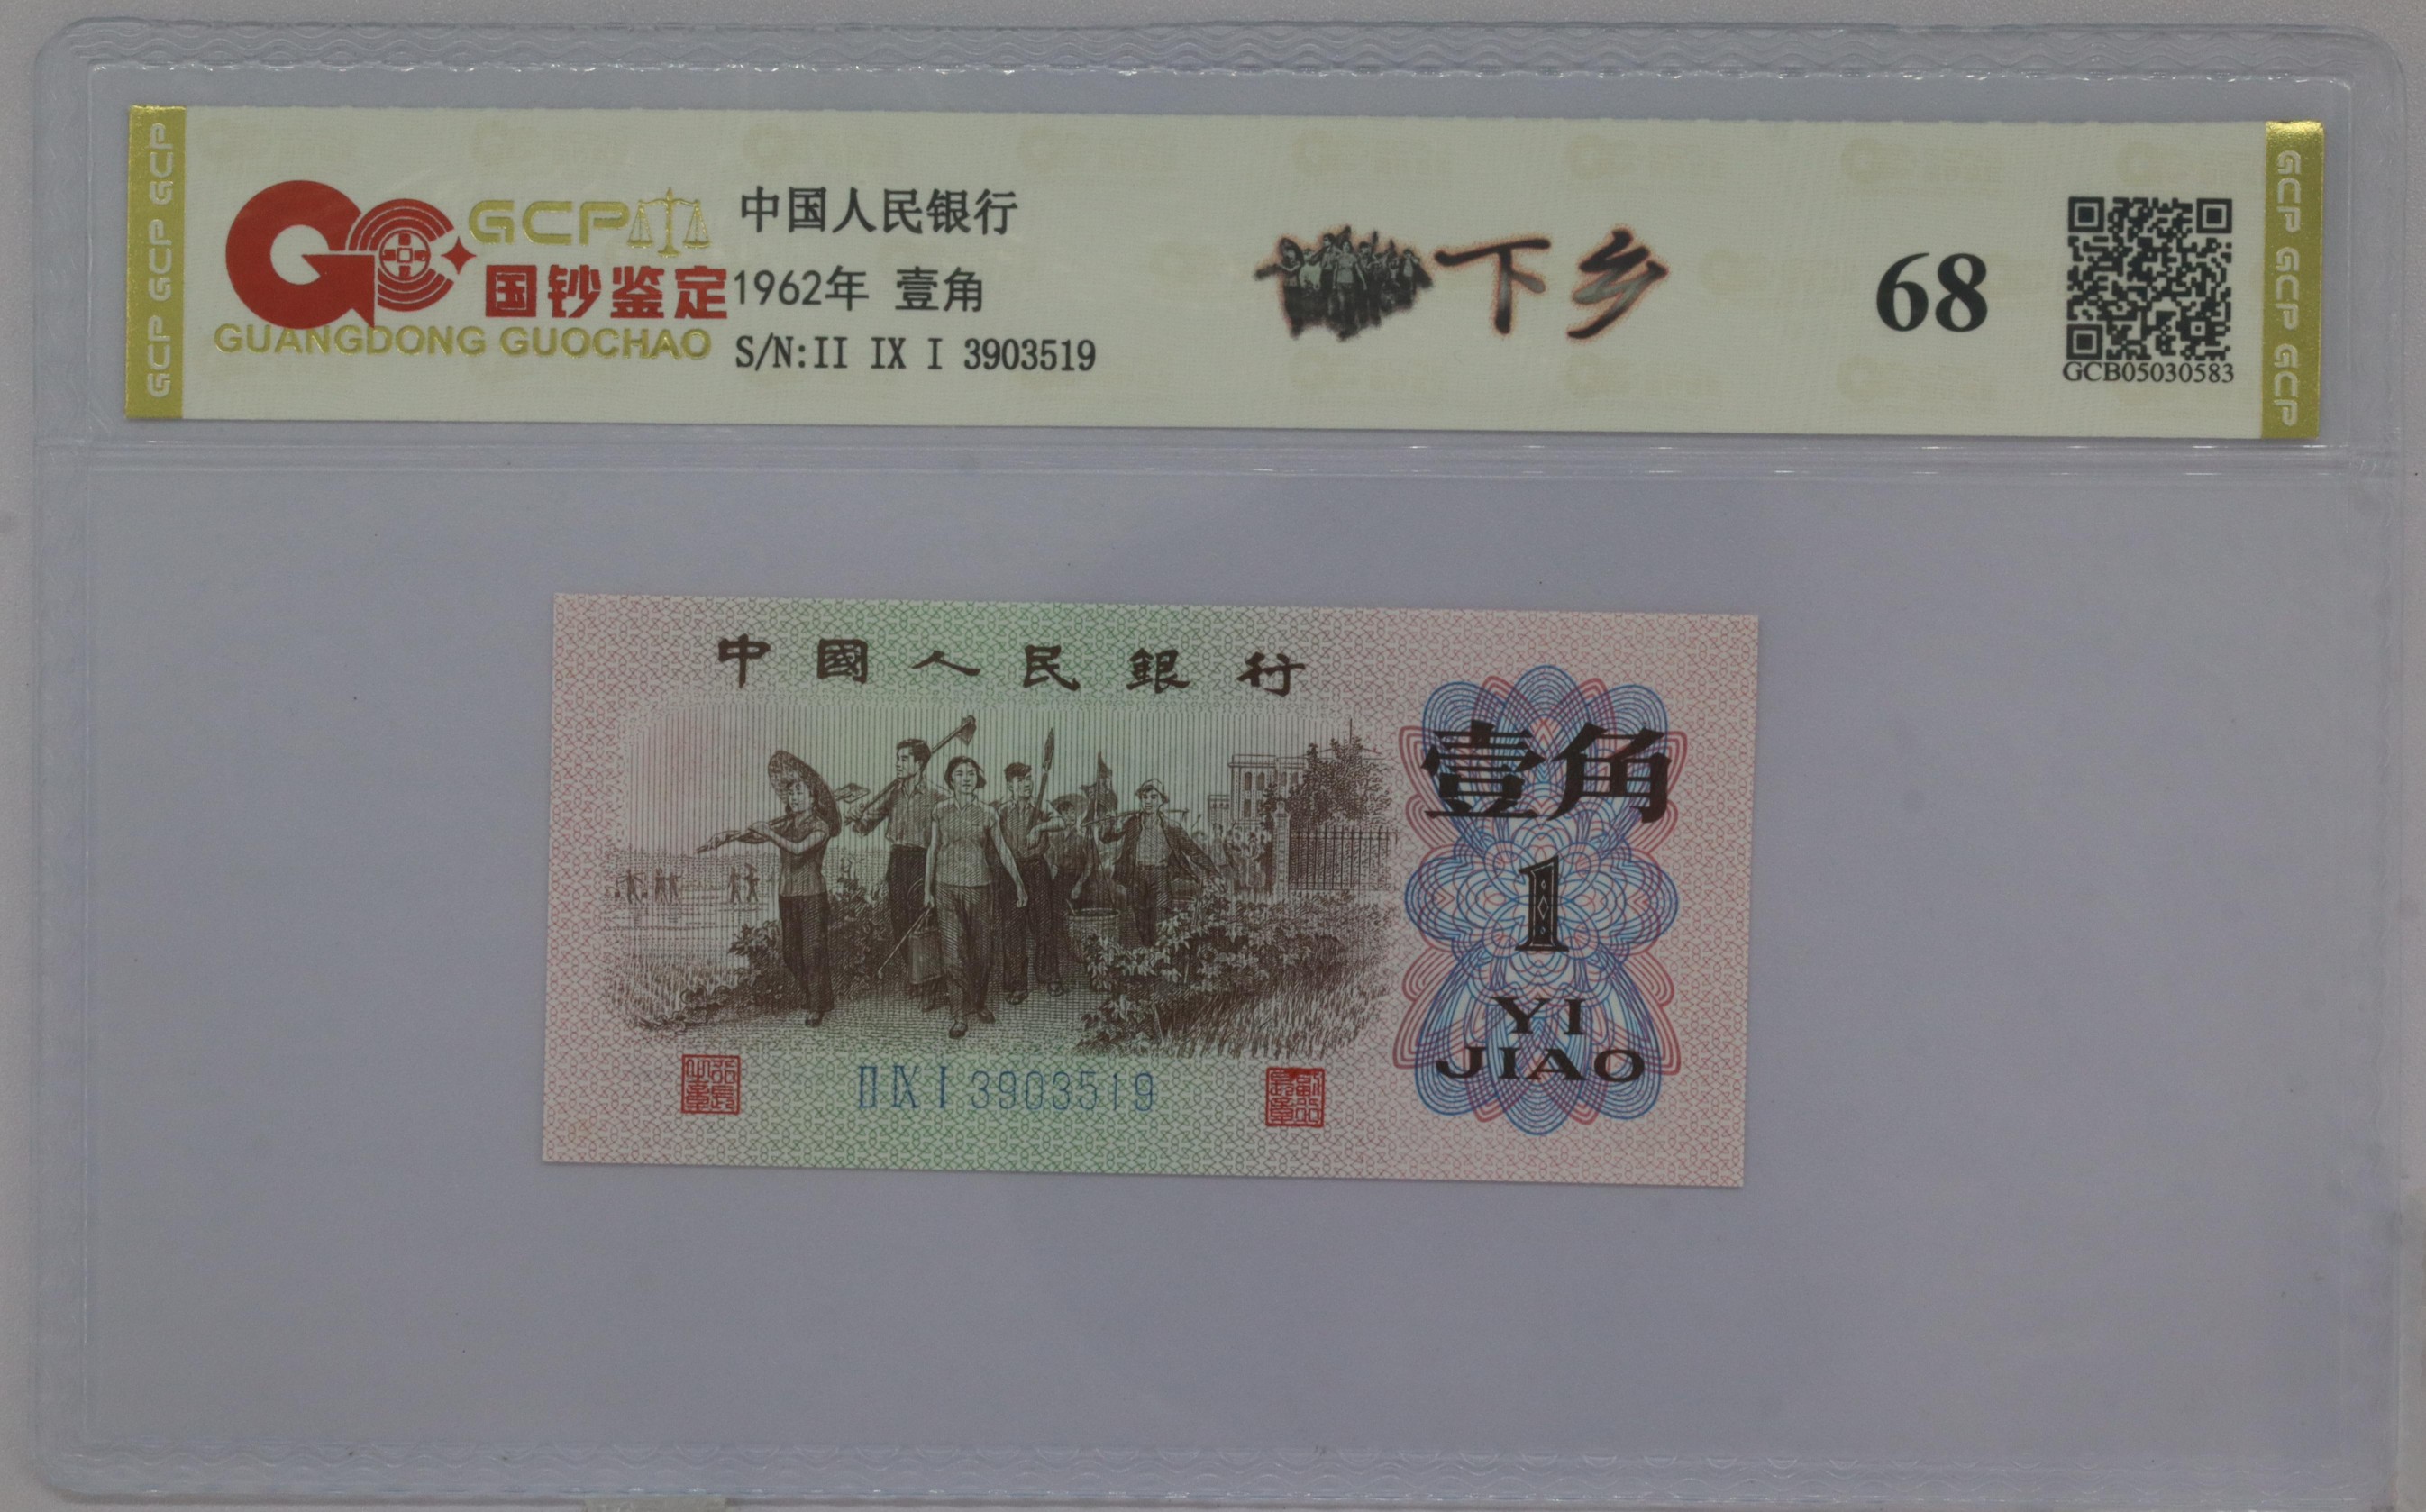 GCP GCP GCP
GCP
国钞鉴定
GUANGDONG GUOCHAO
中国人民银行
1962年 壹角
S/N:II IX I 3903519
下乡
68
GCB05030583
GCP GCP GCP
中國人民銀行
壹角
1
YI
JIAO
II IX I 3903519